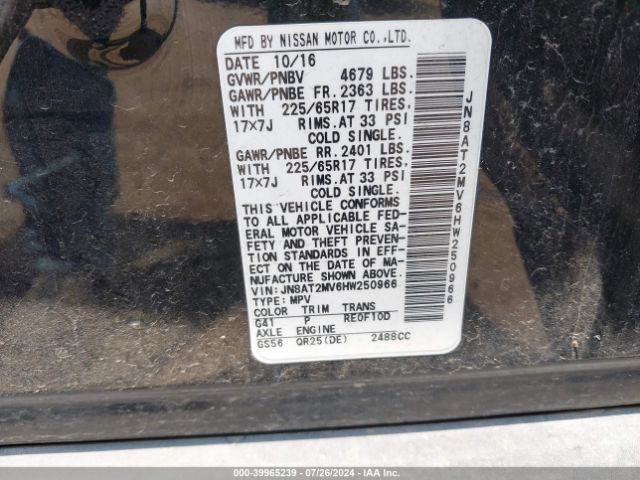 MFD BY NISSAN MOTOR CO.,LTD.
DATE 10/16
GVWR/PNBV 4679 LBS.
GAWR/PNBE FR. 2363 LBS.
WITH 225/65R17 TIRES.
17X7J RIMS.AT 33 PSI
COLD SINGLE.
GAWR/PNBE RR. 2401 LBS.
WITH 225/65R17 TIRES.
17X7J RIMS.AT 33 PSI
COLD SINGLE.
THIS VEHICLE CONFORMS
TO ALL APPLICABLE FED-
ERAL MOTOR VEHICLE SA-
FETY AND THEFT PREVEN-
TION STANDARDS IN EFF-
ECT ON THE DATE OF MA-
NUFACTURE SHOWN ABOVE.
VIN: JN8AT2MV6HW250966
TYPE: MPV
COLOR TRIM TRANS
G41 P RE0F10D
AXLE ENGINE
GS56 QR25(DE) 2488CC
JN8AT2MV6HW250966
000-39965239 | 07/26/2024 | IAA Inc.